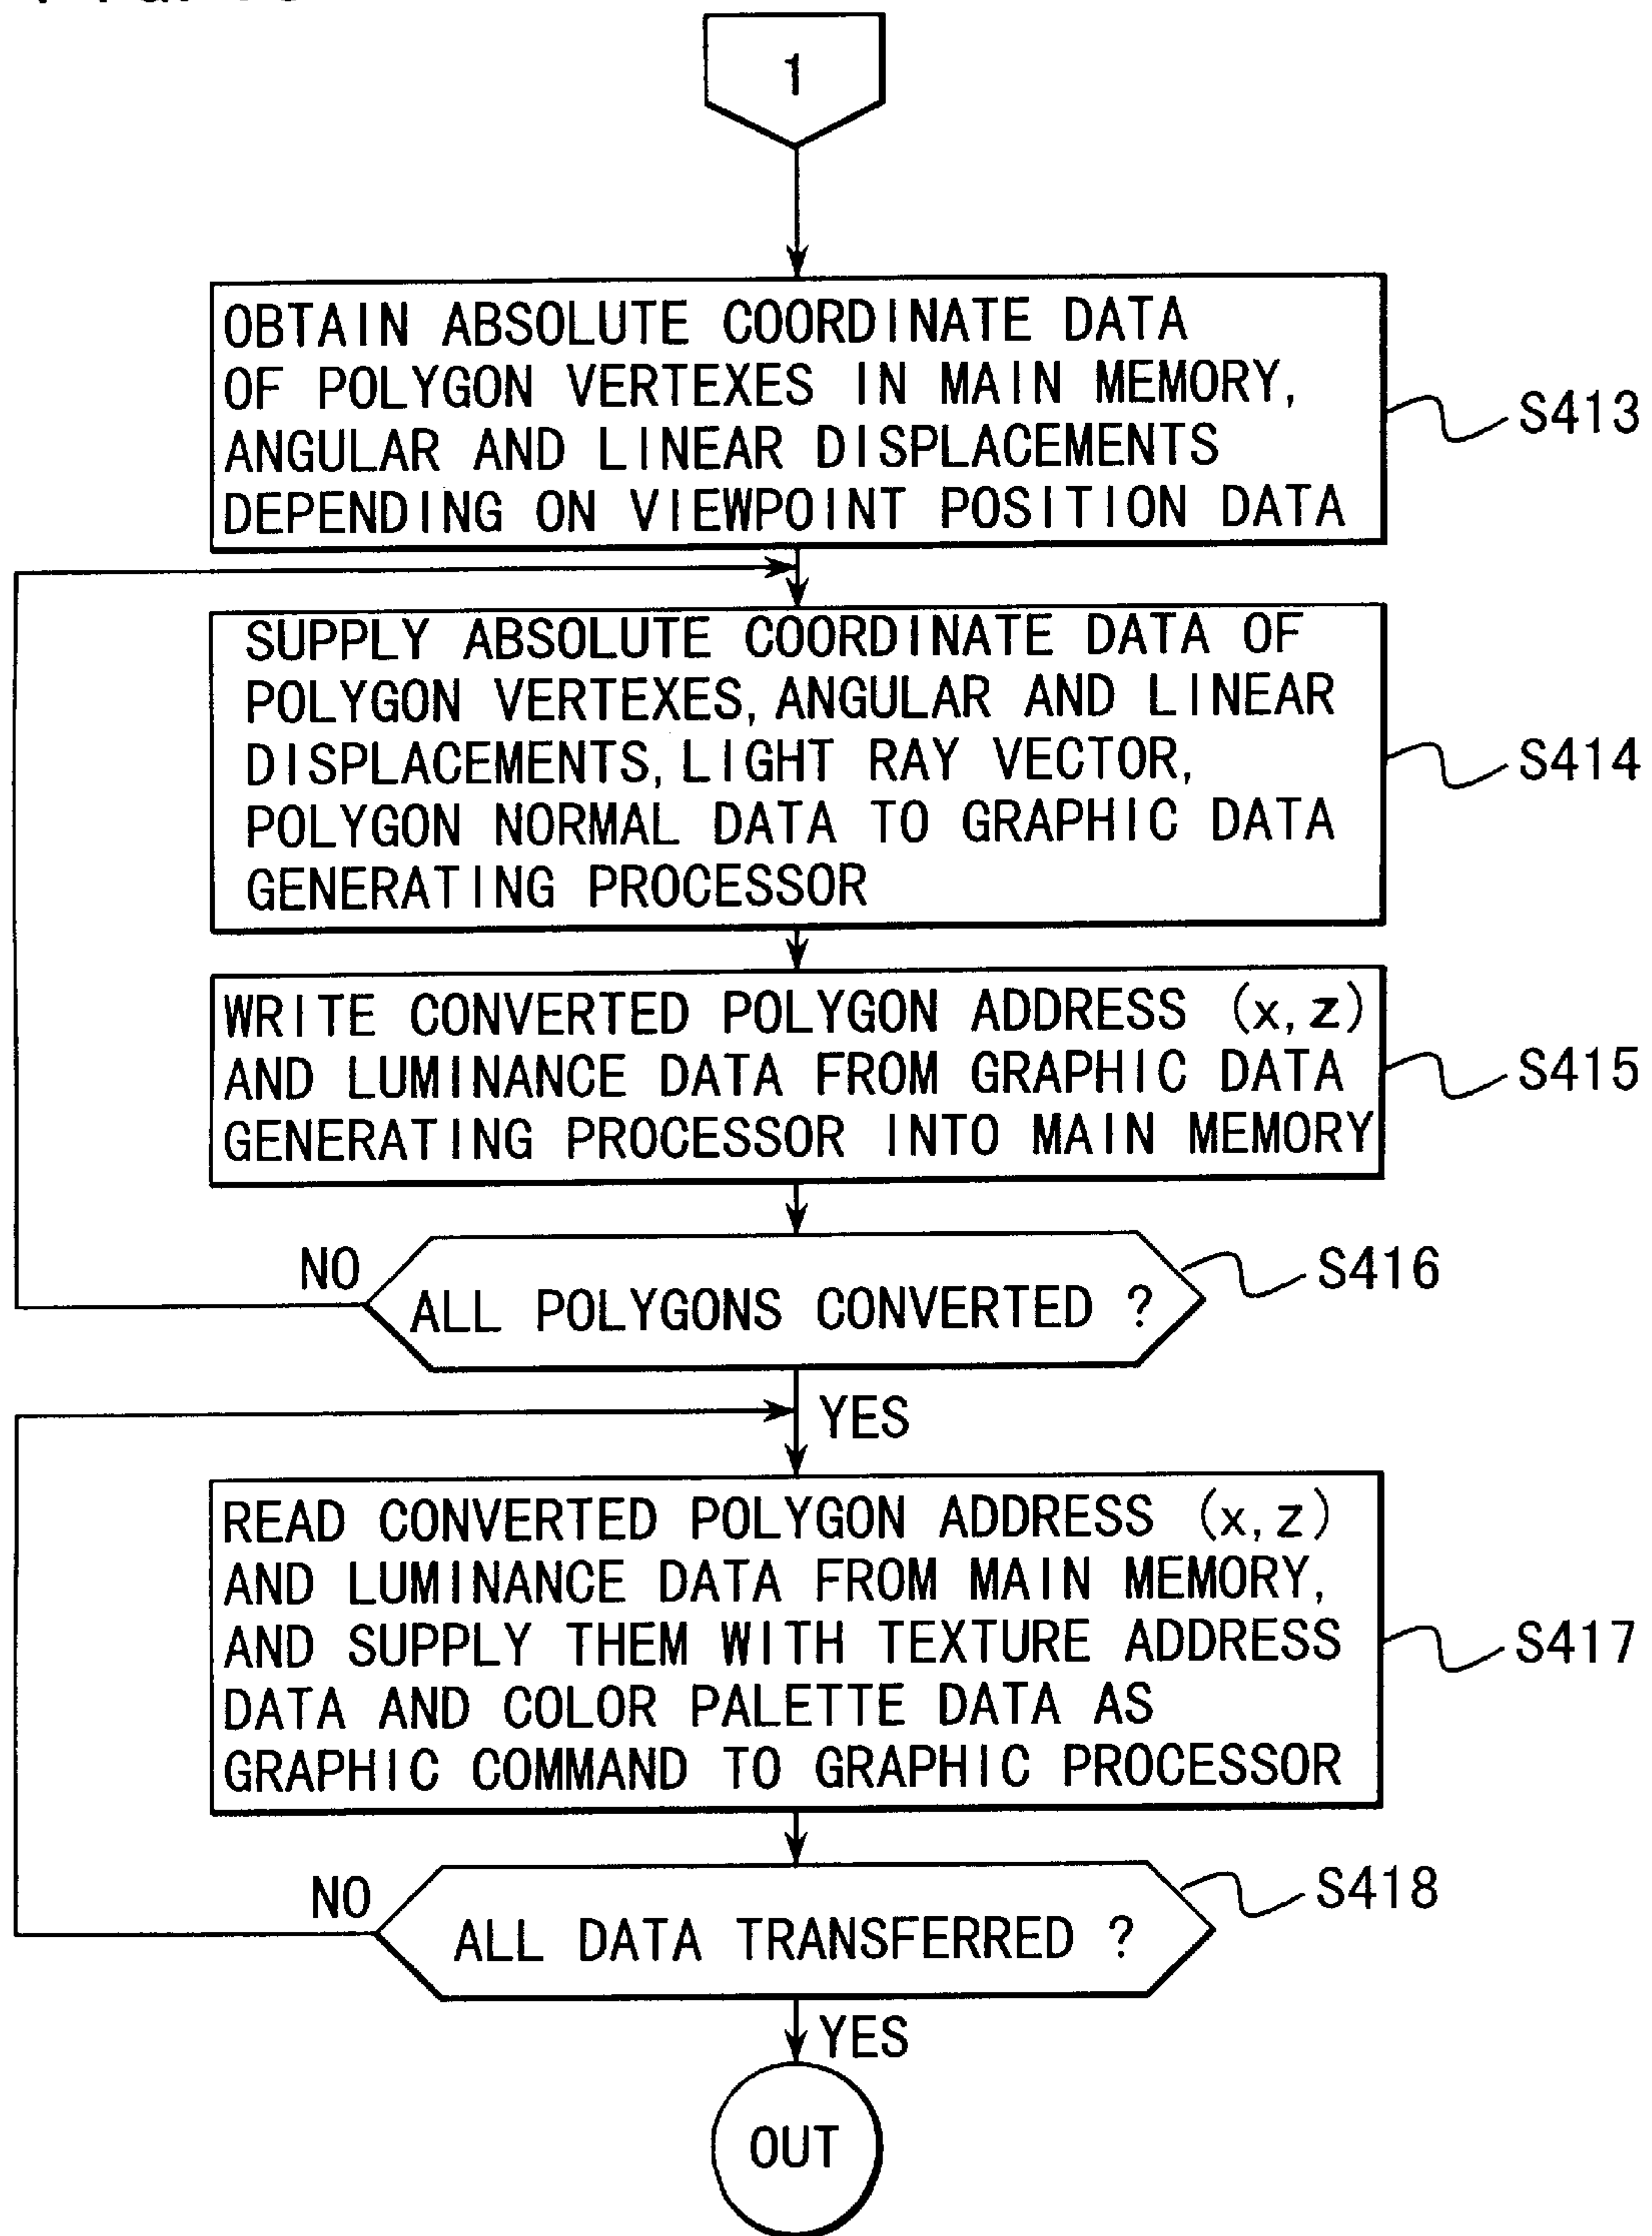 1
OBTAIN ABSOLUTE COORDINATE DATA
OF POLYGON VERTEXES IN MAIN MEMORY,
ANGULAR AND LINEAR DISPLACEMENTS
DEPENDING ON VIEWPOINT POSITION DATA
S413
SUPPLY ABSOLUTE COORDINATE DATA OF
POLYGON VERTEXES, ANGULAR AND LINEAR
DISPLACEMENTS, LIGHT RAY VECTOR,
POLYGON NORMAL DATA TO GRAPHIC DATA
GENERATING PROCESSOR
S414
WRITE CONVERTED POLYGON ADDRESS (x, z)
AND LUMINANCE DATA FROM GRAPHIC DATA
GENERATING PROCESSOR INTO MAIN MEMORY
S415
NO
ALL POLYGONS CONVERTED ?
S416
YES
READ CONVERTED POLYGON ADDRESS (x, z)
AND LUMINANCE DATA FROM MAIN MEMORY,
AND SUPPLY THEM WITH TEXTURE ADDRESS
DATA AND COLOR PALETTE DATA AS
GRAPHIC COMMAND TO GRAPHIC PROCESSOR
S417
NO
ALL DATA TRANSFERRED ?
S418
YES
OUT